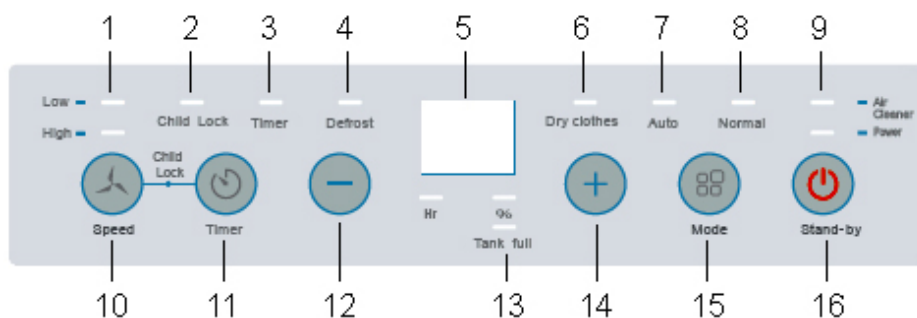 1 2 3 4 5 6 7 8 9
Low
High
Child Lock
Timer
Defrost
Dry clothes
Auto
Normal
Air
Cleaner
Power
Child
Lock
Hr
%
Tank full
Speed
Timer
Mode
Stand-by
10 11 12 13 14 15 16